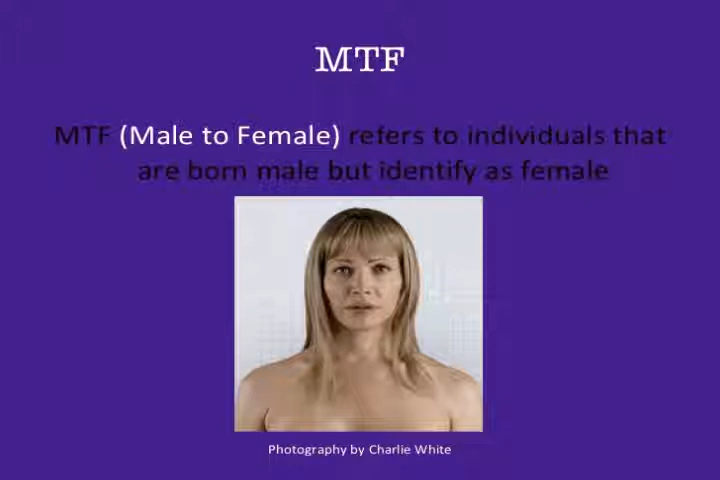 MTF
MTF (Male to Female) refers to individuals that
are born male but identify as female
Photography by Charlie White